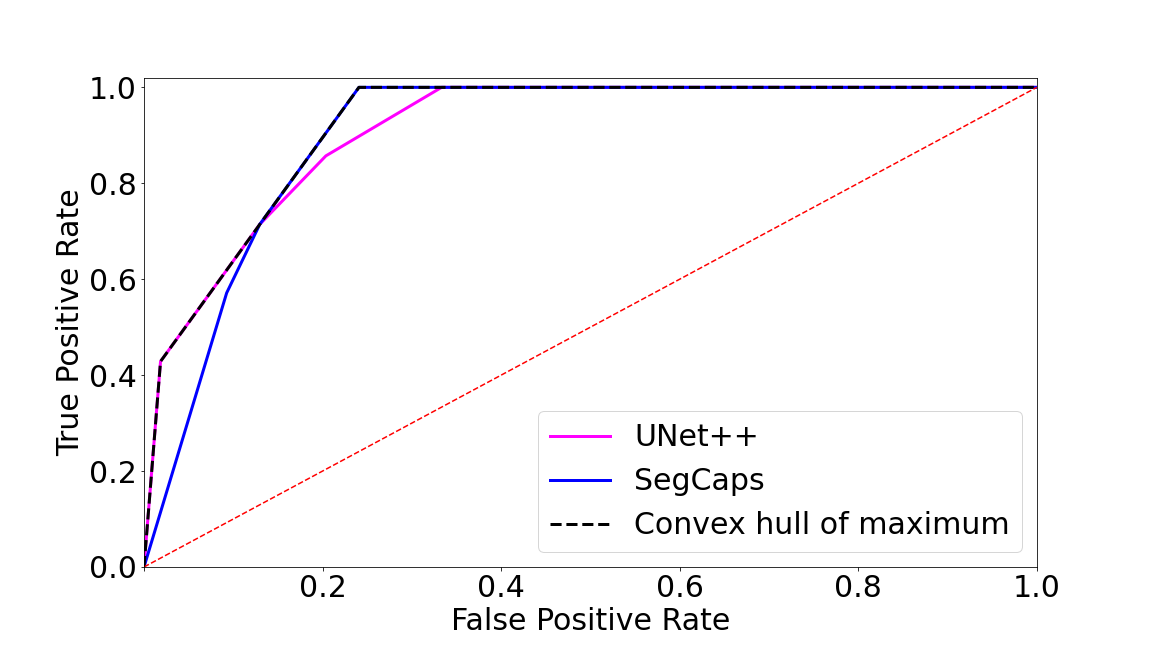 1.0
0.8
0.6
0.4
0.2
0.0
True Positive Rate
UNet++
SegCaps
Convex hull of maximum
0.2 0.4 0.6 0.8 1.0
False Positive Rate